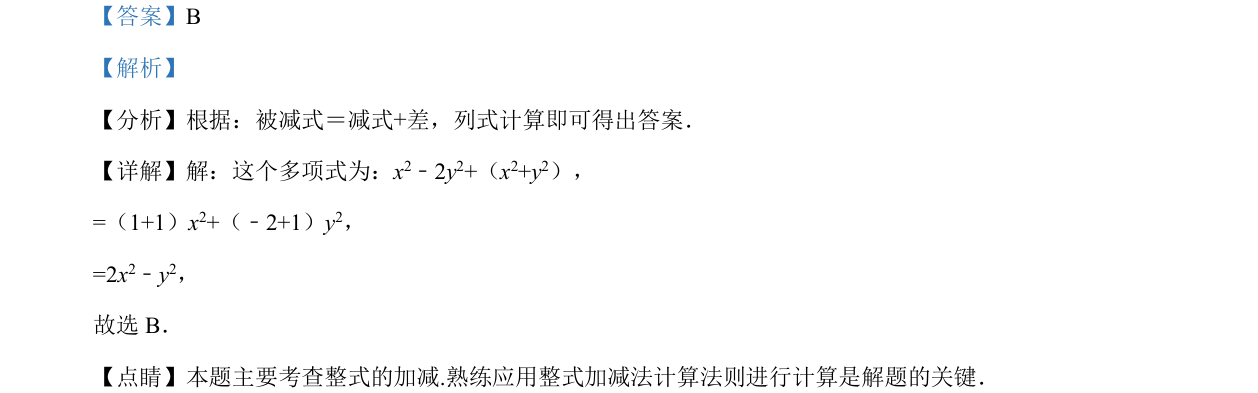 【答案】B
【解析】
【分析】根据：被减式＝减式+差，列式计算即可得出答案．
【详解】解：这个多项式为：x²﹣2y²+（x²+y²），
=（1+1）x²+（﹣2+1）y²，
=2x²﹣y²，
故选 B．
【点睛】本题主要考查整式的加减.熟练应用整式加减法计算法则进行计算是解题的关键．